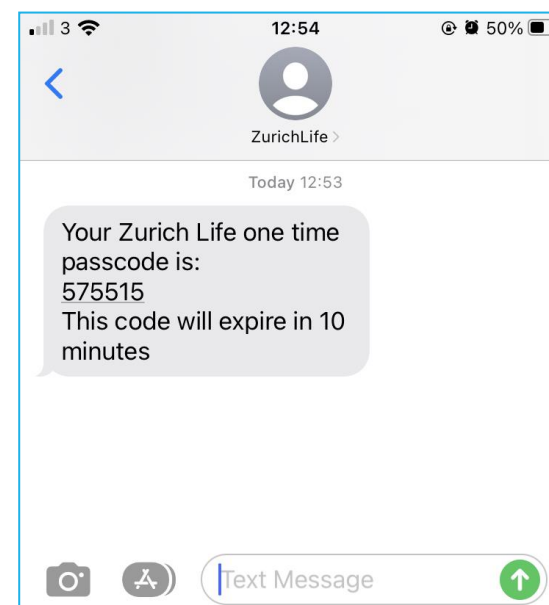 3 12:54 50%
ZurichLife
Today 12:53
Your Zurich Life one time
passcode is:
575515
This code will expire in 10
minutes
Text Message